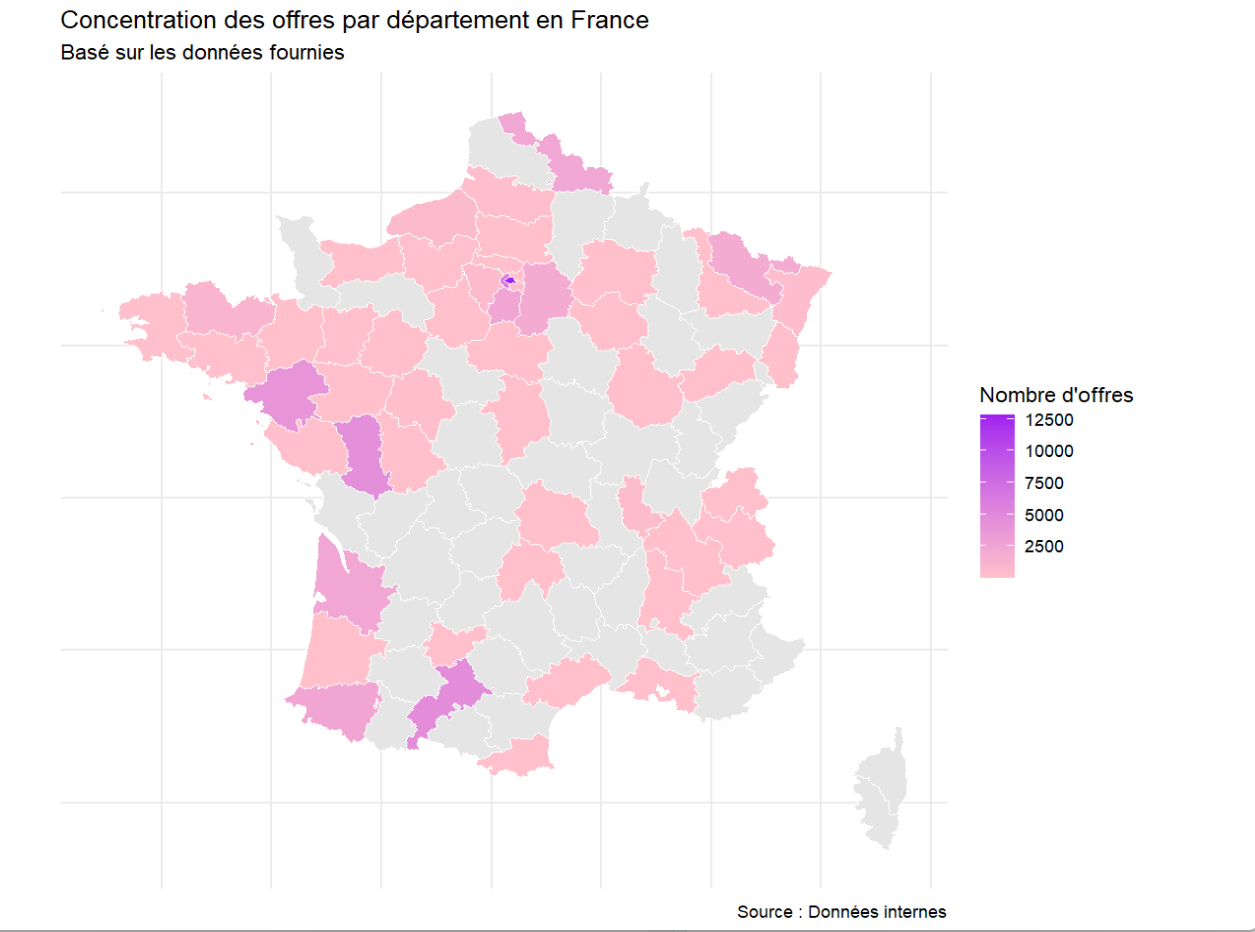 Concentration des offres par département en France
Basé sur les données fournies
Nombre d'offres
12500
10000
7500
5000
2500
Source : Données internes